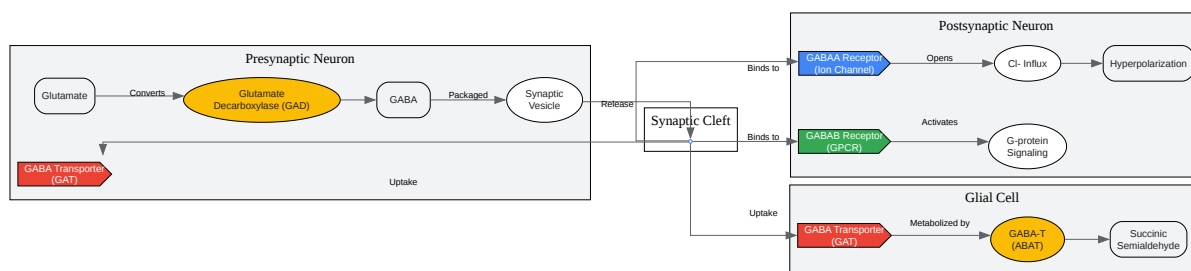 Presynaptic Neuron
Glutamate
Converts
Glutamate
Decarboxylase (GAD)
GABA
Packaged
Synaptic
Vesicle
Release
GABA Transporter
(GAT)
Uptake
Synaptic Cleft
Postsynaptic Neuron
Binds to
GABAA Receptor
(Ion Channel)
Opens
Cl- Influx
Hyperpolarization
Binds to
GABAB Receptor
(GPCR)
Activates
G-protein
Signaling
Glial Cell
Uptake
GABA Transporter
(GAT)
Metabolized by
GABA-T
(ABAT)
Succinic
Semialdehyde